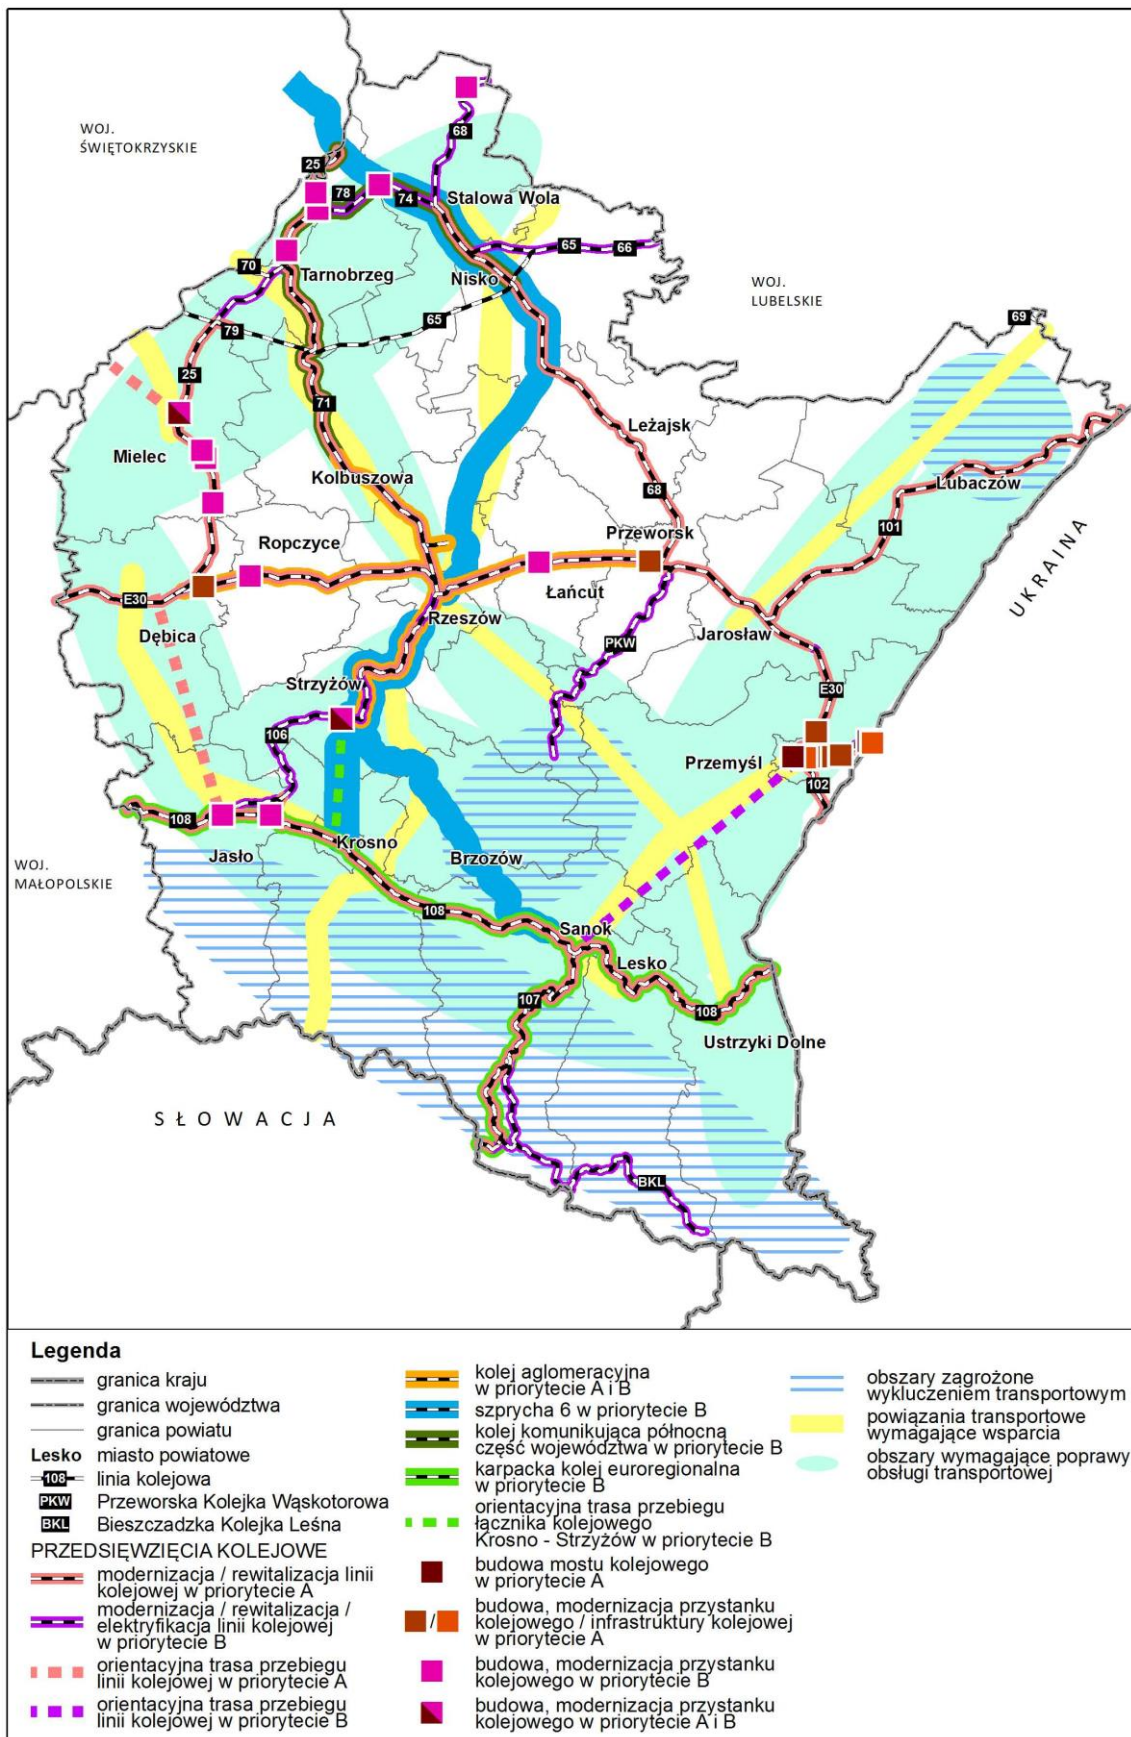 WOJ.
ŚWIĘTOKRZYSKIE
68
25
78
74
Stalowa Wola
65
66
70
Tarnobrzeg
Nisko
WOJ.
LUBELSKIE
69
79
65
25
71
Leżajsk
Mielec
Kolbuszowa
68
Lubaczów
101
Ropczyce
Przeworsk
UKRAINA
E30
Łańcut
Dębica
Rzeszów
Jarosław
PKW
Strzyżów
E30
106
Przemyśl
102
108
Krosno
Jasło
Brzozów
WOJ.
MAŁOPOLSKIE
108
Sanok
Lesko
107
108
Ustrzyki Dolne
SŁOWACJA
BKL
Legenda
granica kraju
granica województwa
granica powiatu
Lesko miasto powiatowe
108 linia kolejowa
PKW Przeworska Kolejka Wąskotorowa
BKL Bieszczadzka Kolejka Leśna
PRZEDSIĘWZIĘCIA KOLEJOWE
modernizacja / rewitalizacja linii
kolejowej w priorytecie A
modernizacja / rewitalizacja /
elektryfikacja linii kolejowej
w priorytecie B
orientacyjna trasa przebiegu
linii kolejowej w priorytecie A
orientacyjna trasa przebiegu
linii kolejowej w priorytecie B
kolej aglomeracyjna
w priorytecie A i B
szprycha 6 w priorytecie B
kolej komunikująca północną
część województwa w priorytecie B
karpacka kolej euroregionalna
w priorytecie B
orientacyjna trasa przebiegu
łącznika kolejowego
Krosno - Strzyżów w priorytecie B
budowa mostu kolejowego
w priorytecie A
/ budowa, modernizacja przystanku
kolejowego / infrastruktury kolejowej
w priorytecie A
budowa, modernizacja przystanku
kolejowego w priorytecie B
budowa, modernizacja przystanku
kolejowego w priorytecie A i B
obszary zagrożone
wykluczeniem transportowym
powiązania transportowe
wymagające wsparcia
obszary wymagające poprawy
obsługi transportowej